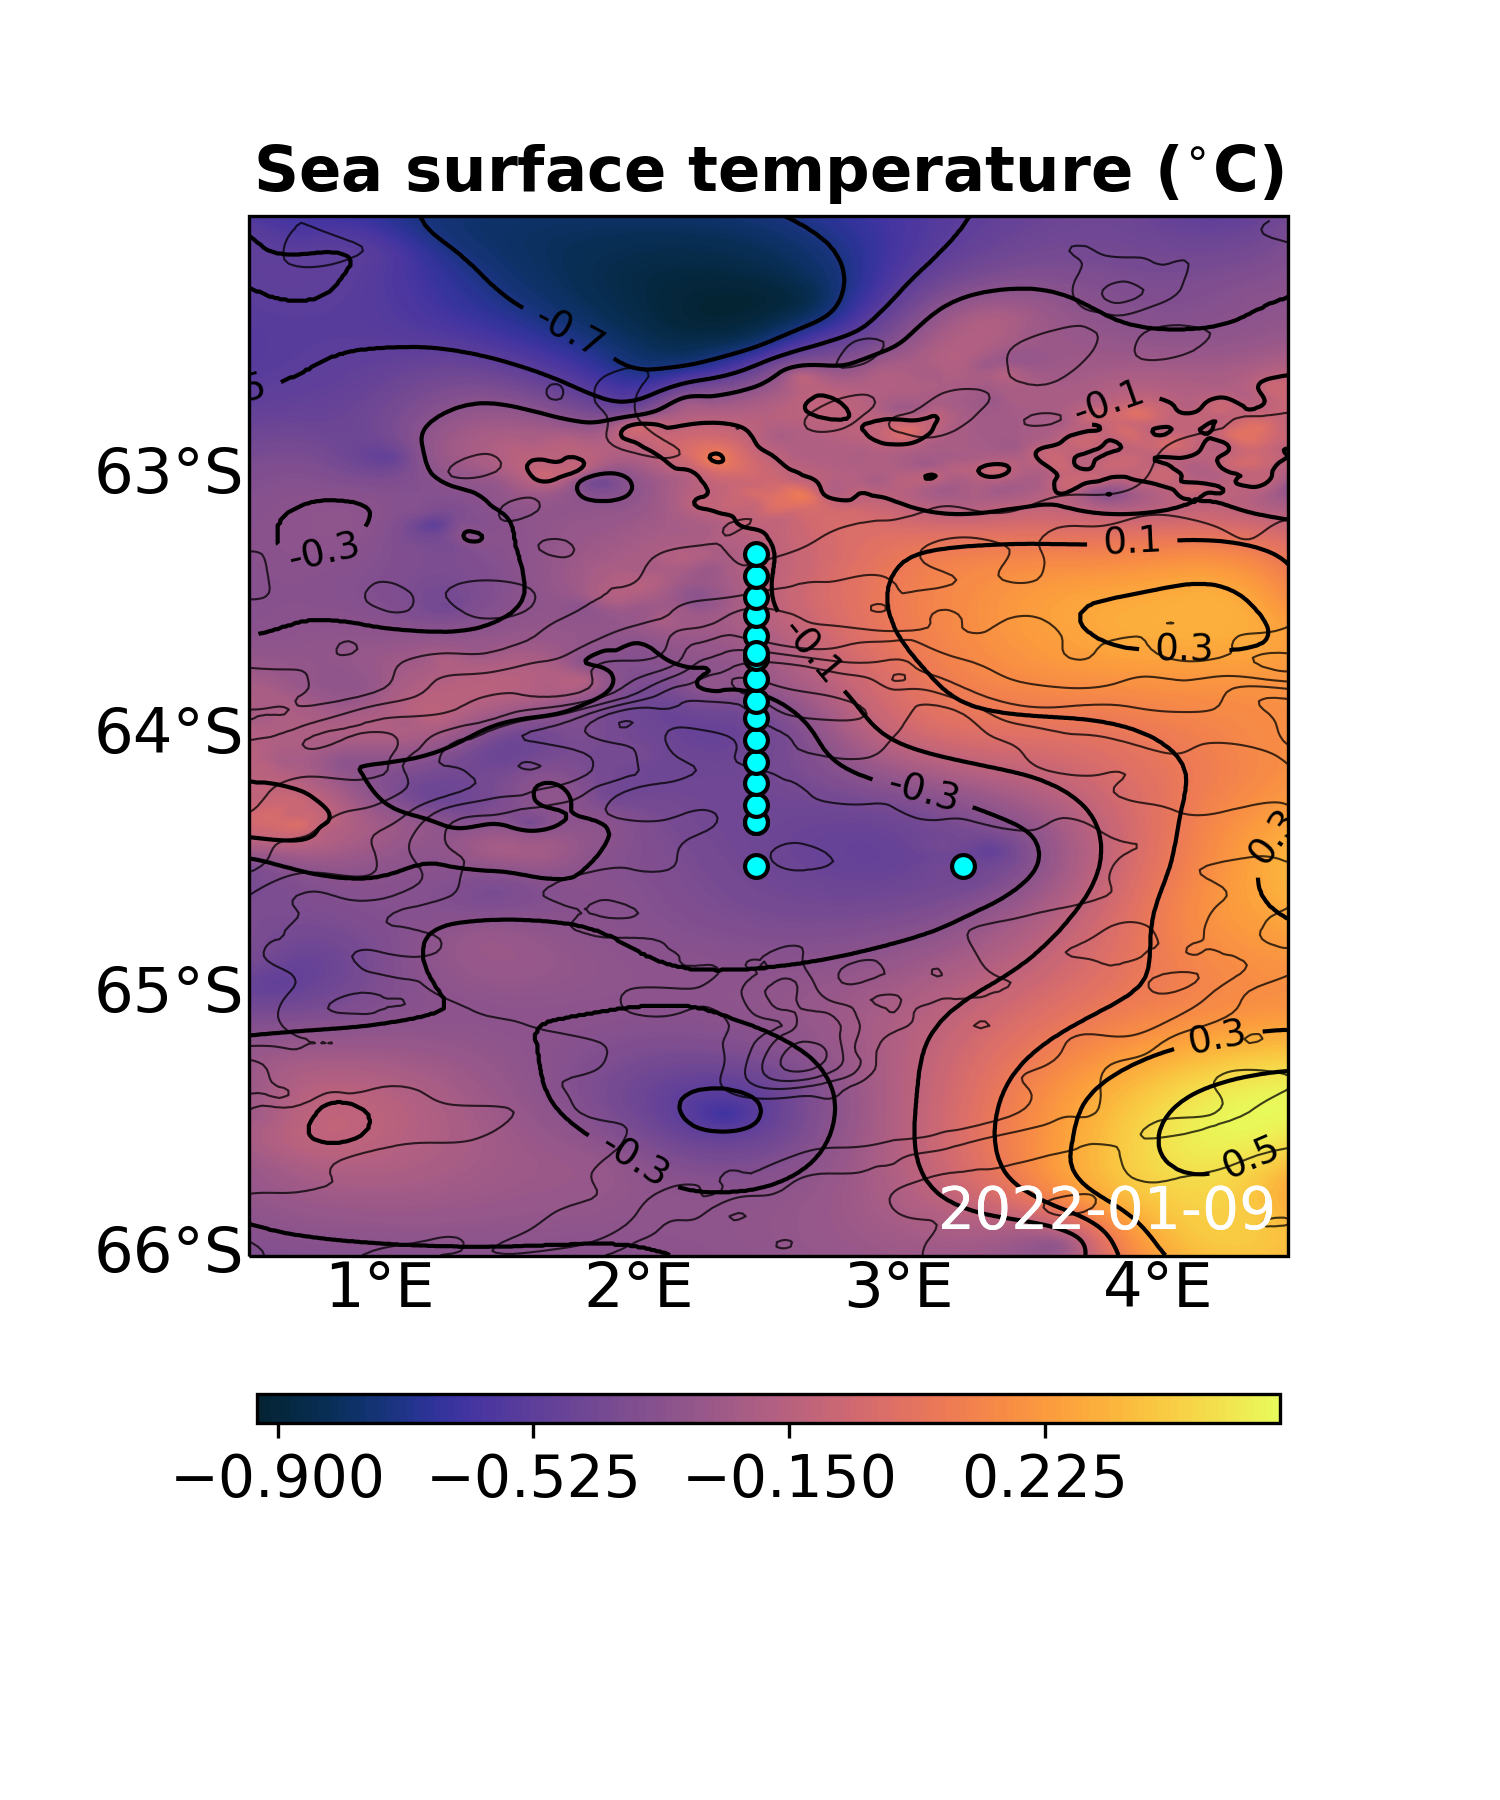 Sea surface temperature (°C)
-0.7
-0.1
63°S
-0.3
0.1
-0.1
0.3
64°S
-0.3
0.3
65°S
0.3
-0.3
0.5
2022-01-09
66°S
1°E 2°E 3°E 4°E
−0.900 −0.525 −0.150 0.225